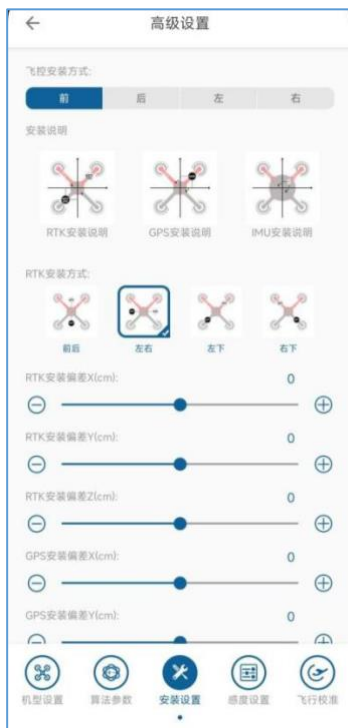 高级设置
飞控安装方式:
前 后 左 右
安装说明
RTK安装说明 GPS安装说明 IMU安装说明
RTK安装方式:
前后 左右 左下 右下
RTK安装偏差X(cm): 0
RTK安装偏差Y(cm): 0
RTK安装偏差Z(cm): 0
GPS安装偏差X(cm): 0
GPS安装偏差Y(cm): 0
机型设置 算法参数 安装设置 感度设置 飞行校准